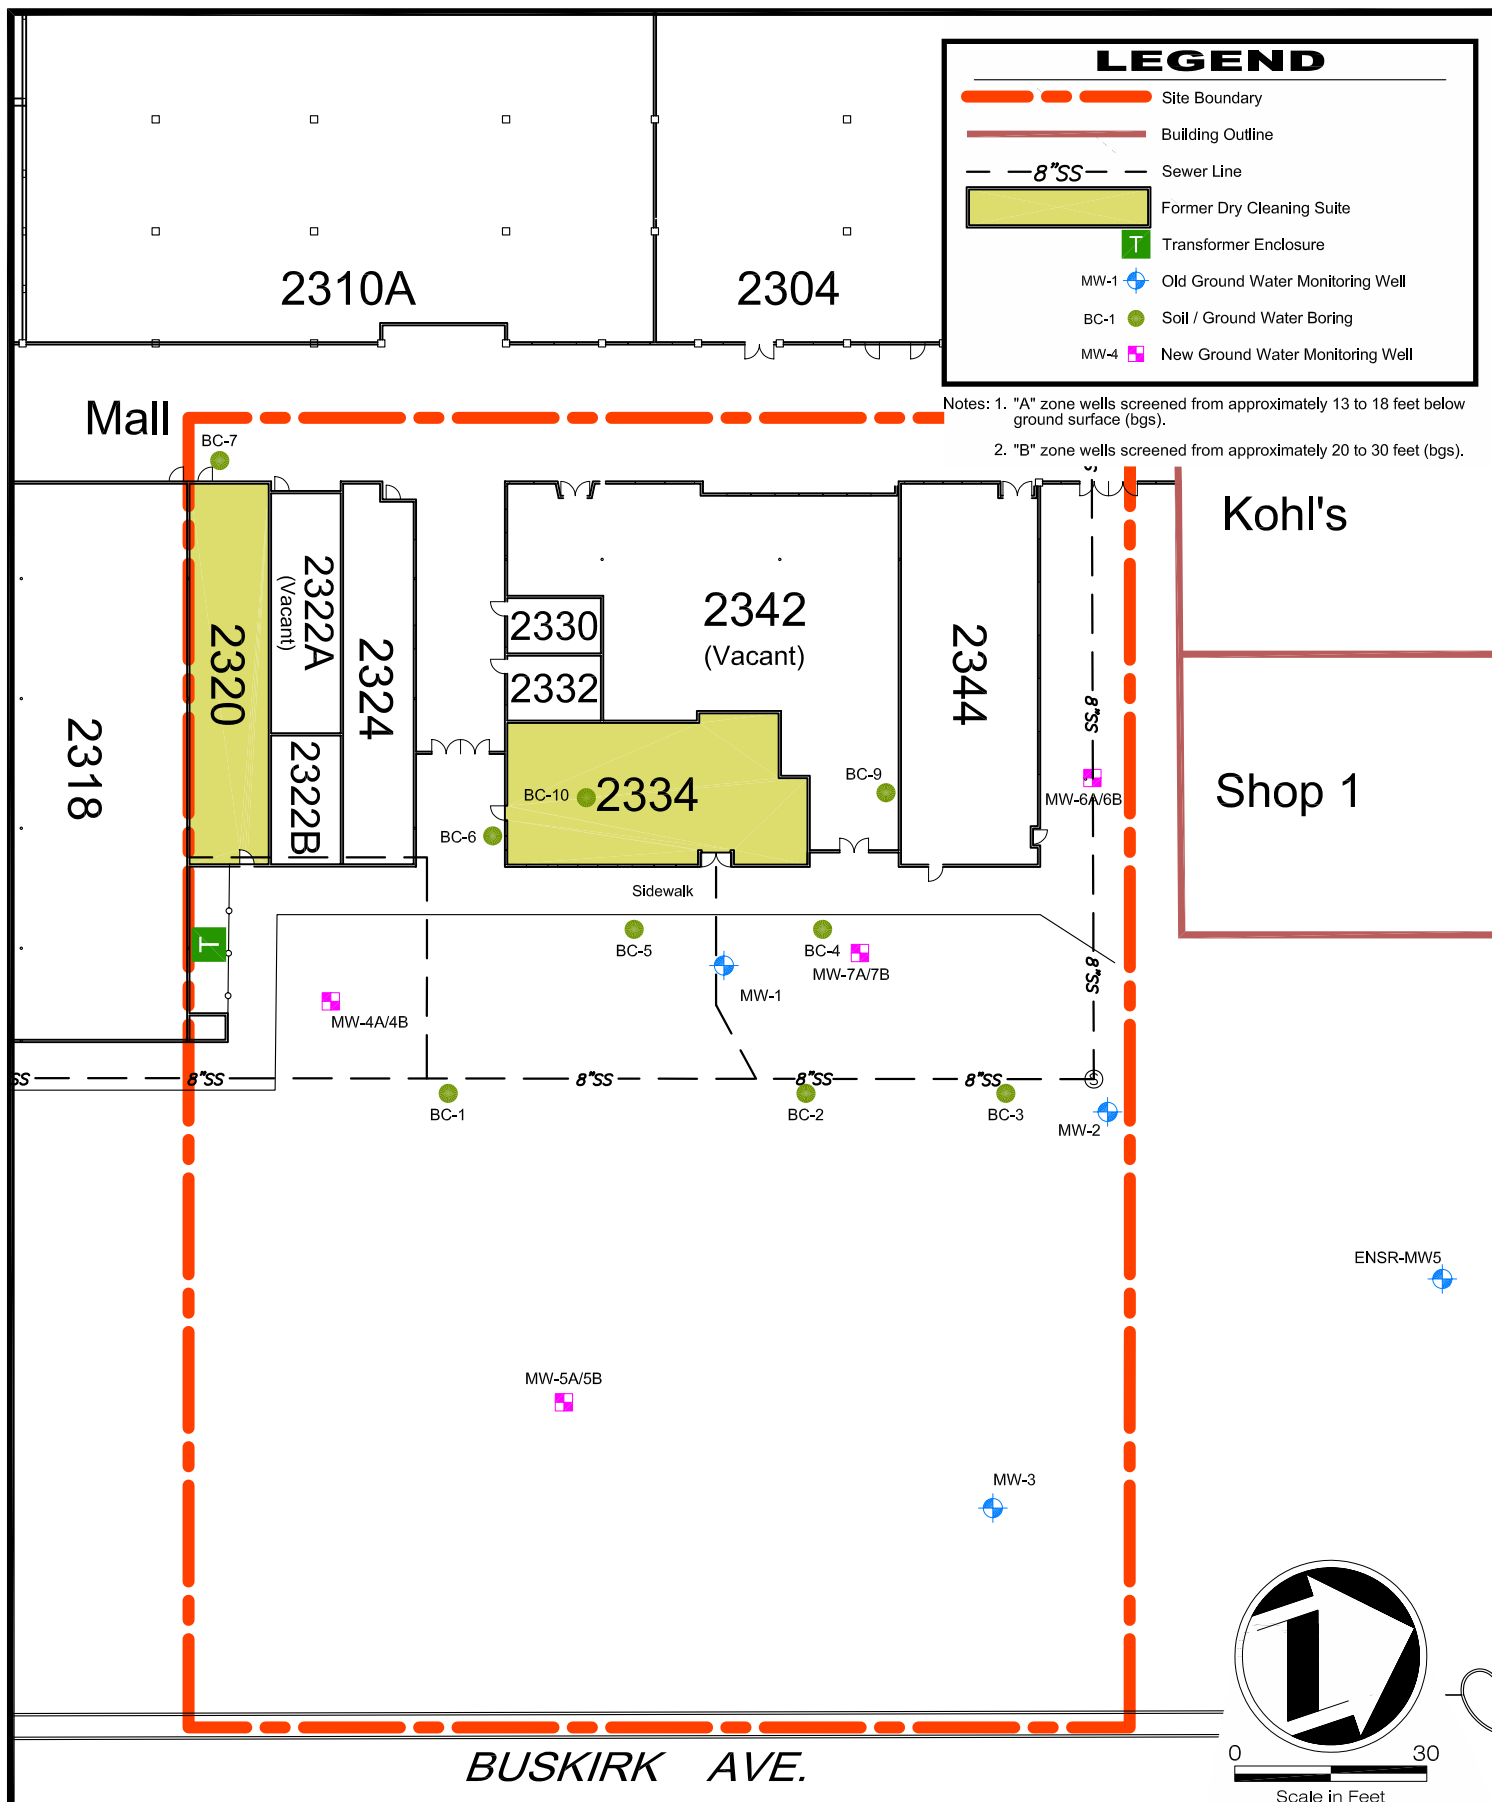 LEGEND
Site Boundary
Building Outline
8"SS
Sewer Line
Former Dry Cleaning Suite
T
Transformer Enclosure
MW-1
Old Ground Water Monitoring Well
BC-1
Soil / Ground Water Boring
MW-4
New Ground Water Monitoring Well
Notes: 1. "A" zone wells screened from approximately 13 to 18 feet below
ground surface (bgs).
2. "B" zone wells screened from approximately 20 to 30 feet (bgs).
2310A
2304
Mall
BC-7
Kohl's
2318
2320
2322A
(Vacant)
2322B
2324
2330
2332
2342
(Vacant)
2344
8"SS
2334
BC-10
BC-9
BC-6
MW-6A/6B
Shop 1
Sidewalk
T
BC-5
BC-4
MW-7A/7B
MW-1
8"SS
MW-4A/4B
SS
8"SS
8"SS
8"SS
8"SS
S
BC-1
BC-2
BC-3
MW-2
ENSR-MW5
MW-5A/5B
MW-3
BUSKIRK AVE.
0 30
Scale in Feet